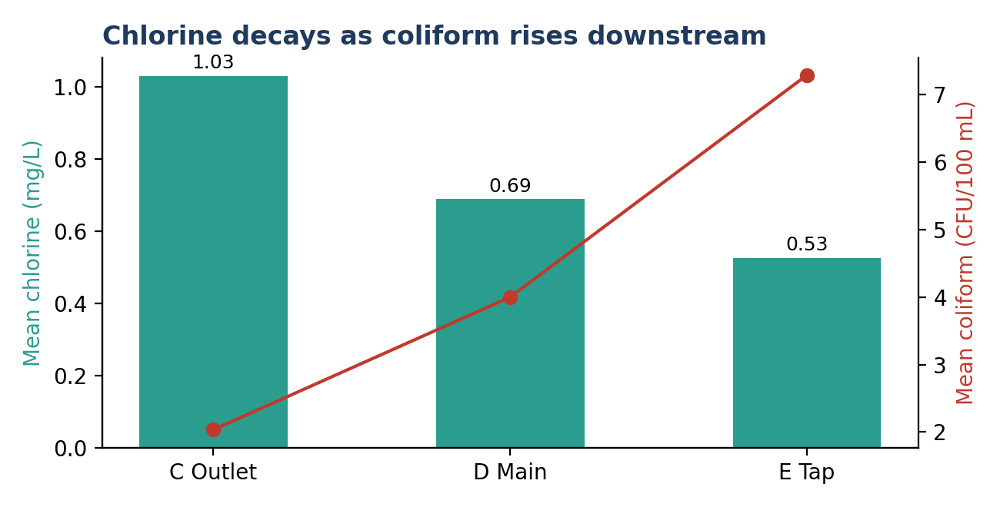 Chlorine decays as coliform rises downstream
Mean chlorine (mg/L)
1.0
0.8
0.6
0.4
0.2
0.0
1.03
0.69
0.53
C Outlet
D Main
E Tap
7
6
5
4
3
2
Mean coliform (CFU/100 mL)